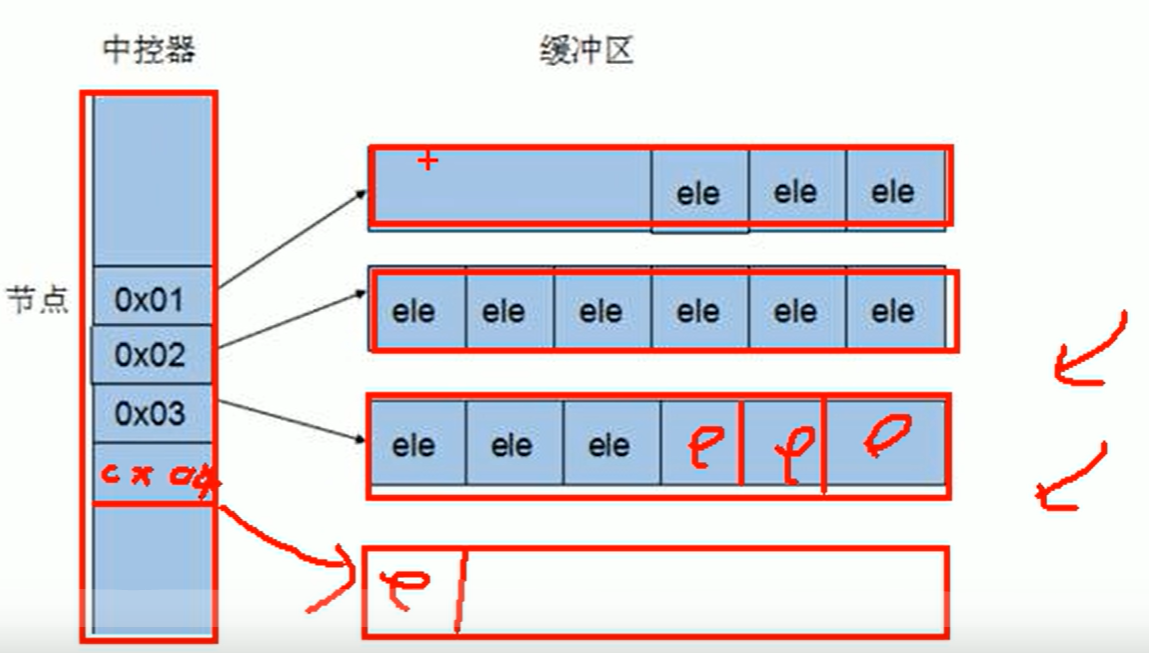 中控器 缓冲区
ele ele ele
节点 0x01
ele ele ele ele ele ele
0x02
0x03
ele ele ele e e e
0x04
e